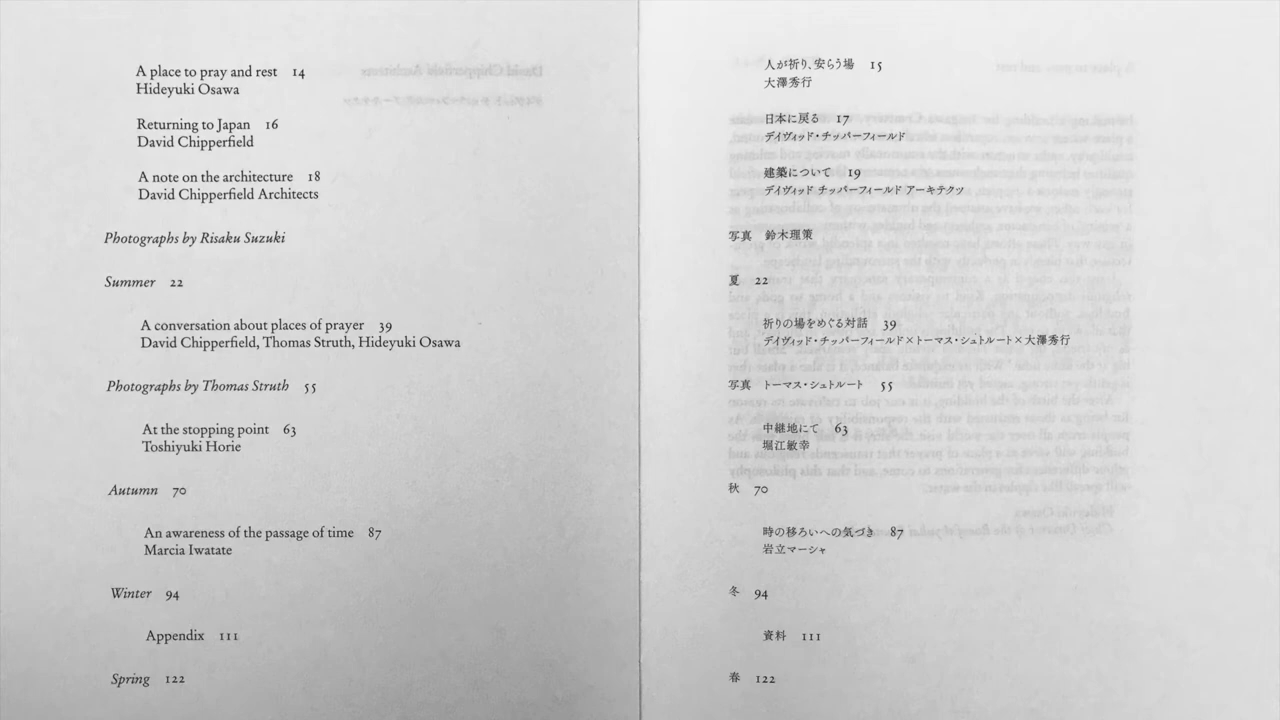 A place to pray and rest 14
Hideyuki Osawa
Returning to Japan 16
David Chipperfield
A note on the architecture 18
David Chipperfield Architects
Photographs by Risaku Suzuki
Summer 22
A conversation about places of prayer 39
David Chipperfield, Thomas Struth, Hideyuki Osawa
Photographs by Thomas Struth 55
At the stopping point 63
Toshiyuki Horie
Autumn 70
An awareness of the passage of time 87
Marcia Iwatate
Winter 94
Appendix 111
Spring 122
人が祈り、安らう場 15
大澤秀行
日本に戻る 17
デイヴィッド・チッパーフィールド
建築について 19
デイヴィッド チッパーフィールド アーキテクツ
写真 鈴木理策
夏 22
祈りの場をめぐる対話 39
デイヴィッド・チッパーフィールド×トーマス・シュトルート×大澤秀行
写真 トーマス・シュトルート 55
中継地にて 63
堀江敏幸
秋 70
時の移ろいへの気づき 87
岩立マーシャ
冬 94
資料 111
春 122